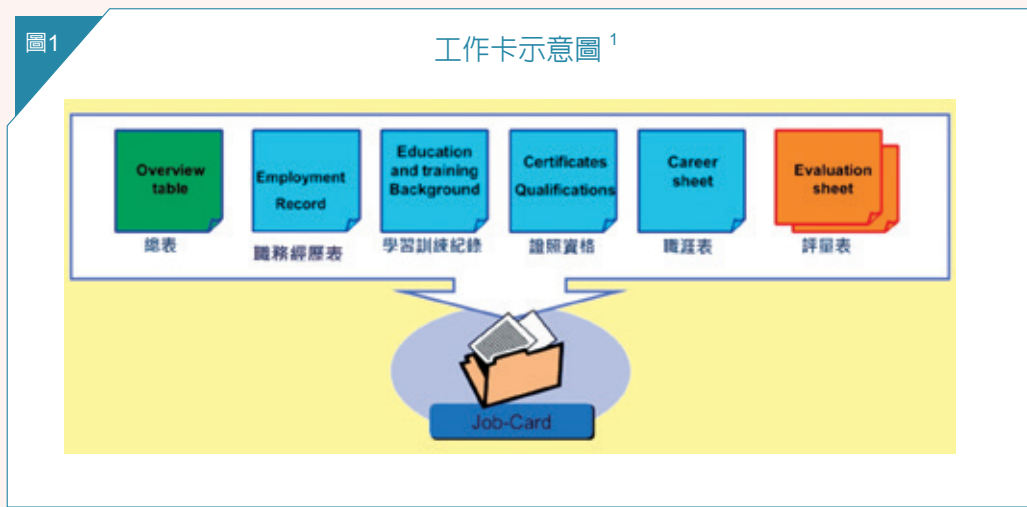 圖1
工作卡示意圖 1
Overview
table
總表
Employment
Record
職務經歷表
Education
and training
Background
學習訓練紀錄
Certificates
Qualifications
證照資格
Career
sheet
職涯表
Evaluation
sheet
評量表
Job-Card